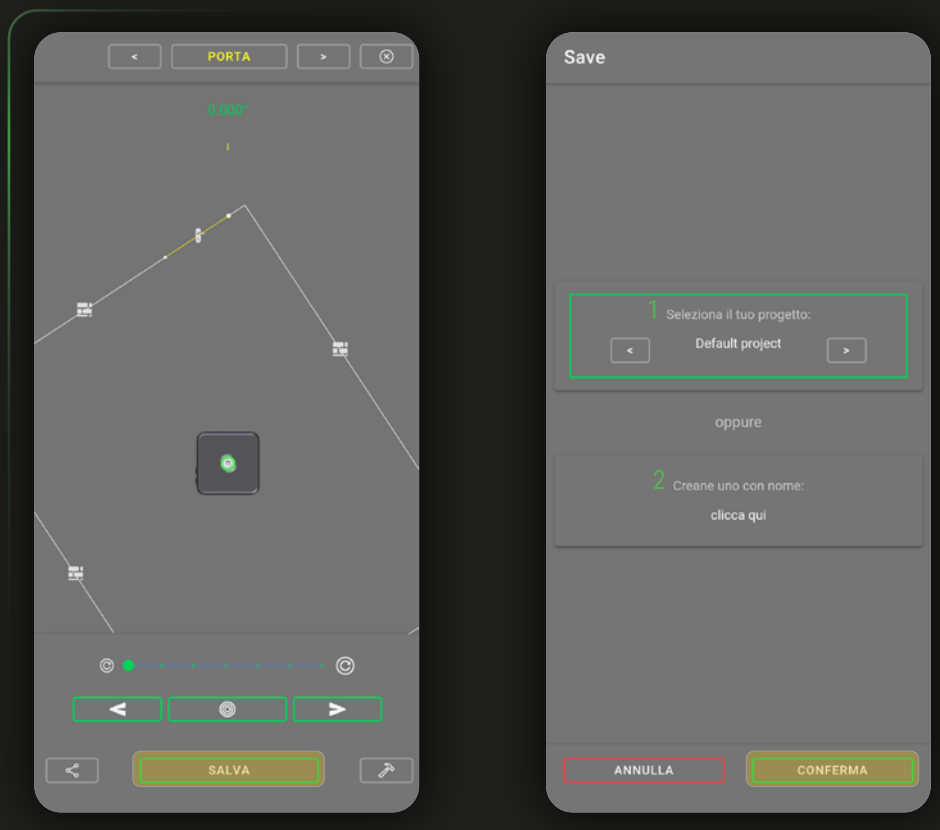 <
PORTA
>
0.000°
SALVA
Save
1 Seleziona il tuo progetto:
< Default project >
oppure
2 Creane uno con nome:
clicca qui
ANNULLA
CONFERMA